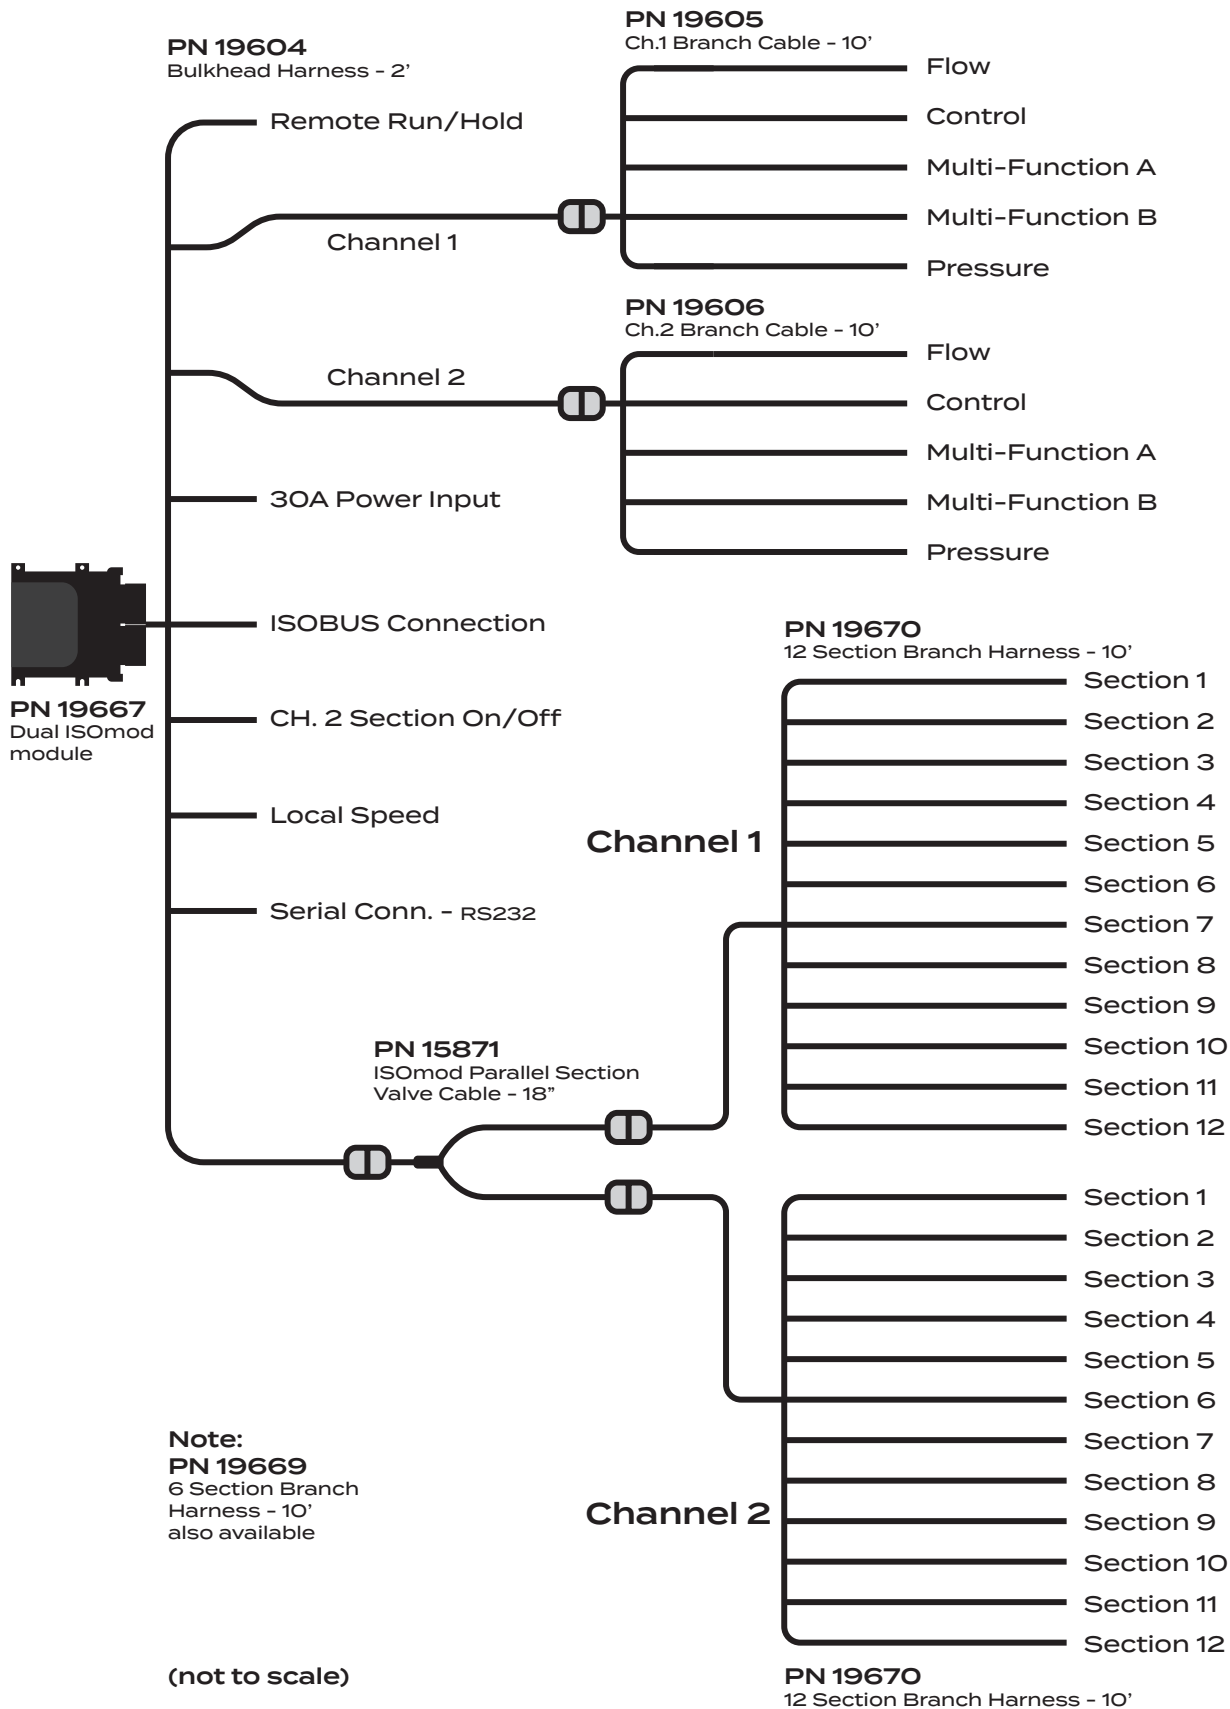 PN 19604
Bulkhead Harness - 2’
Remote Run/Hold
Channel 1
PN 19605
Ch.1 Branch Cable - 10’
Flow
Control
Multi-Function A
Multi-Function B
Pressure
Channel 2
PN 19606
Ch.2 Branch Cable - 10’
Flow
Control
Multi-Function A
Multi-Function B
Pressure
30A Power Input
ISOBUS Connection
PN 19667
Dual ISOmod
module
CH. 2 Section On/Off
Local Speed
Serial Conn. - RS232
PN 15871
ISOmod Parallel Section
Valve Cable - 18”
PN 19670
12 Section Branch Harness - 10’
Channel 1
Section 1
Section 2
Section 3
Section 4
Section 5
Section 6
Section 7
Section 8
Section 9
Section 10
Section 11
Section 12
Channel 2
Section 1
Section 2
Section 3
Section 4
Section 5
Section 6
Section 7
Section 8
Section 9
Section 10
Section 11
Section 12
PN 19670
12 Section Branch Harness - 10’
Note:
PN 19669
6 Section Branch
Harness - 10’
also available
(not to scale)